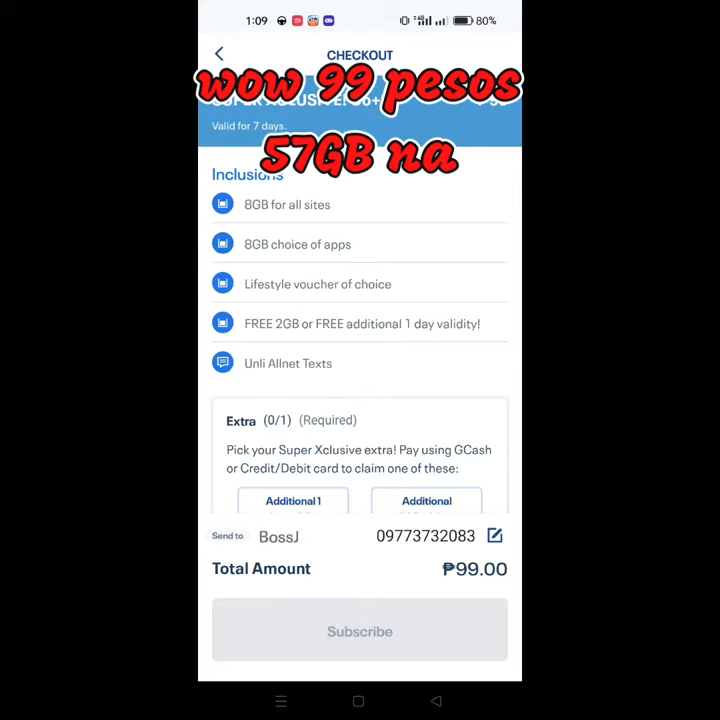 1:09
80%
CHECKOUT
wow 99 pesos
Valid for 7 days.
57GB na
Inclusions
8GB for all sites
8GB choice of apps
Lifestyle voucher of choice
FREE 2GB or FREE additional 1 day validity!
Unli Allnet Texts
Extra (0/1) (Required)
Pick your Super Xclusive extra! Pay using GCash
or Credit/Debit card to claim one of these:
Additional 1 Additional
Send to BossJ 09773732083
Total Amount ₱99.00
Subscribe